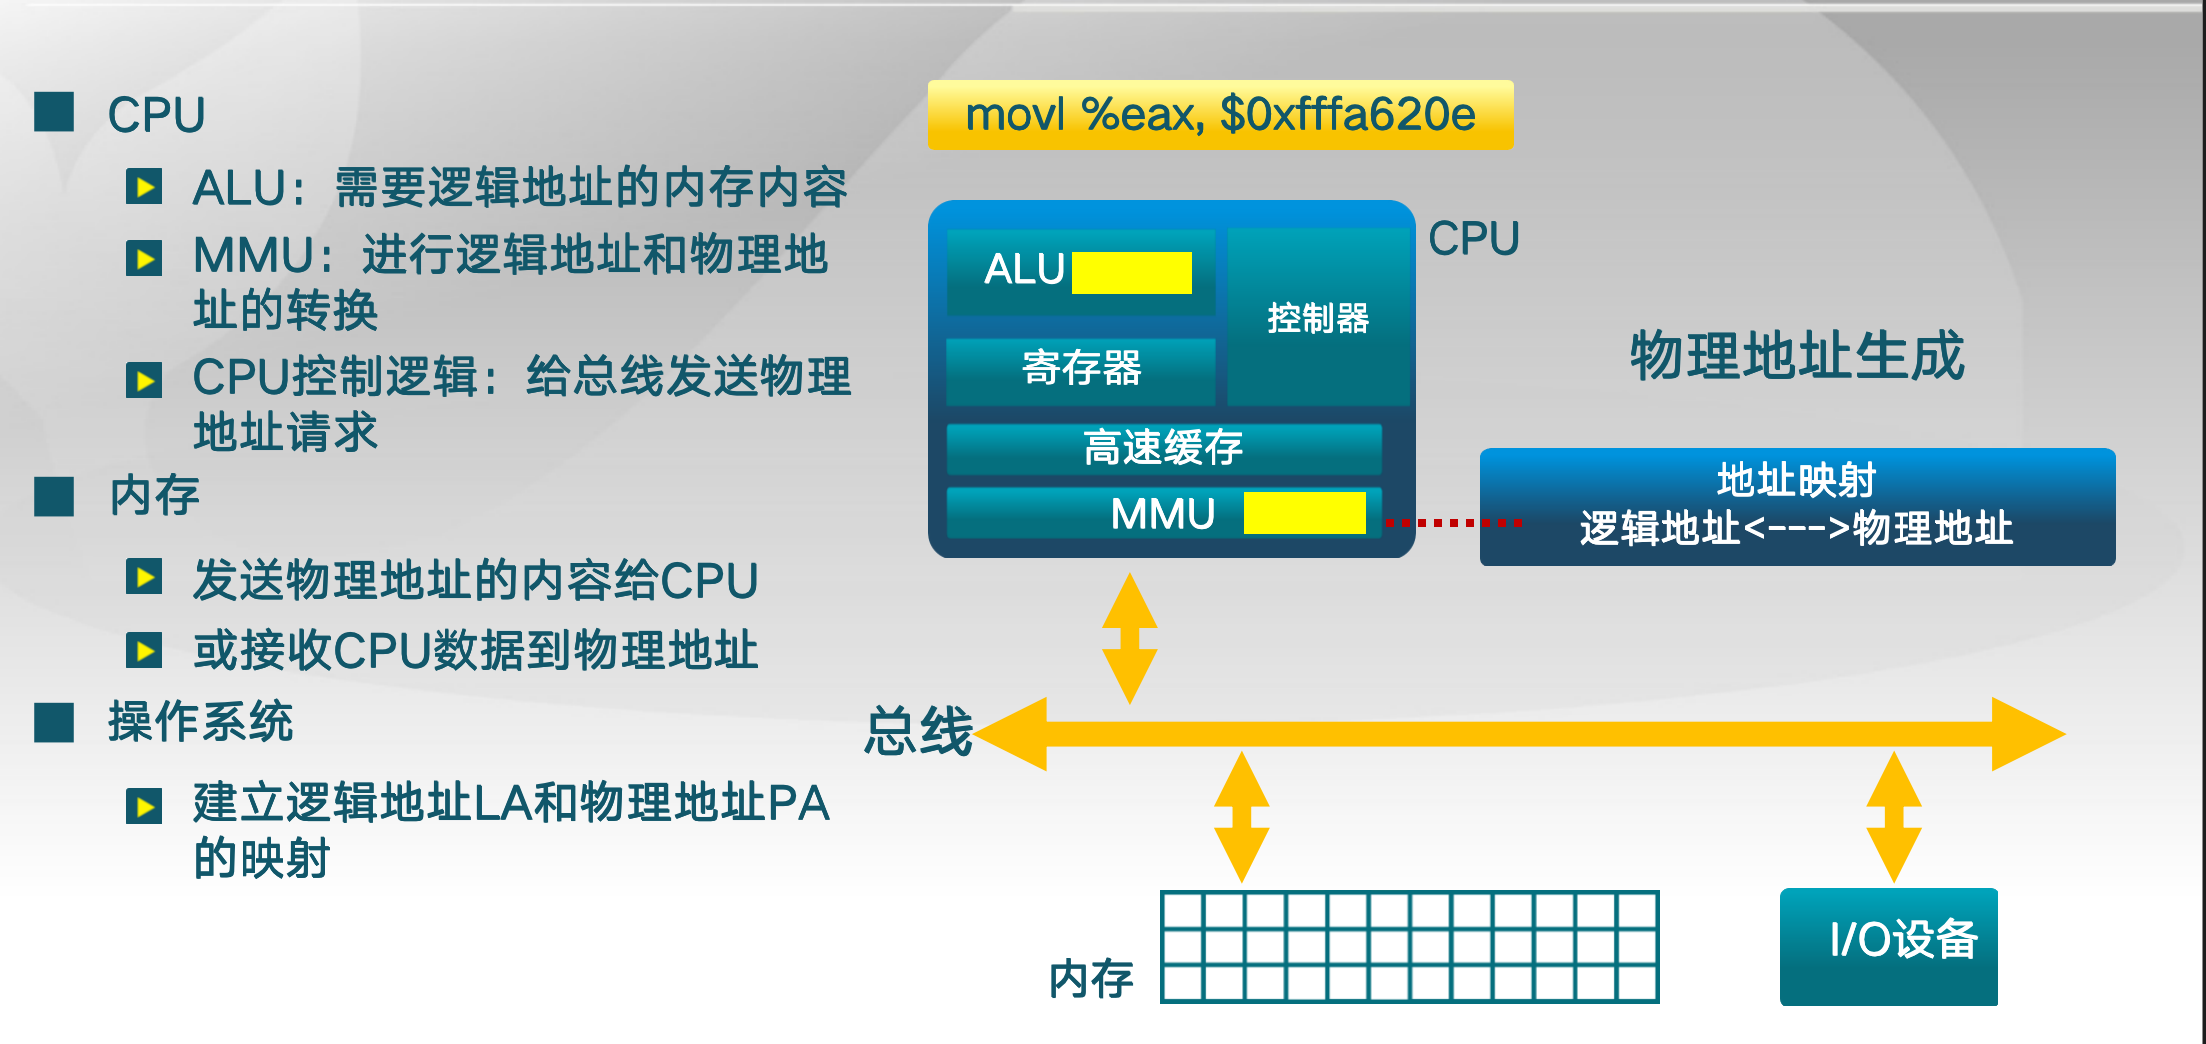 CPU
ALU：需要逻辑地址的内存内容
MMU：进行逻辑地址和物理地
址的转换
CPU控制逻辑：给总线发送物理
地址请求
内存
发送物理地址的内容给CPU
或接收CPU数据到物理地址
操作系统
建立逻辑地址LA和物理地址PA
的映射
movl %eax, $0xfffa620e
CPU
ALU
控制器
寄存器
高速缓存
MMU
物理地址生成
地址映射
逻辑地址<--->物理地址
总线
内存
I/O设备